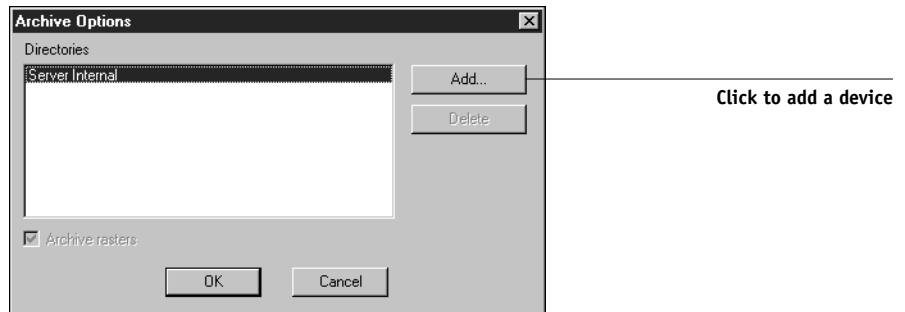 Archive Options
Directories
Server Internal
Add...
Click to add a device
Delete
Archive rasters
OK
Cancel